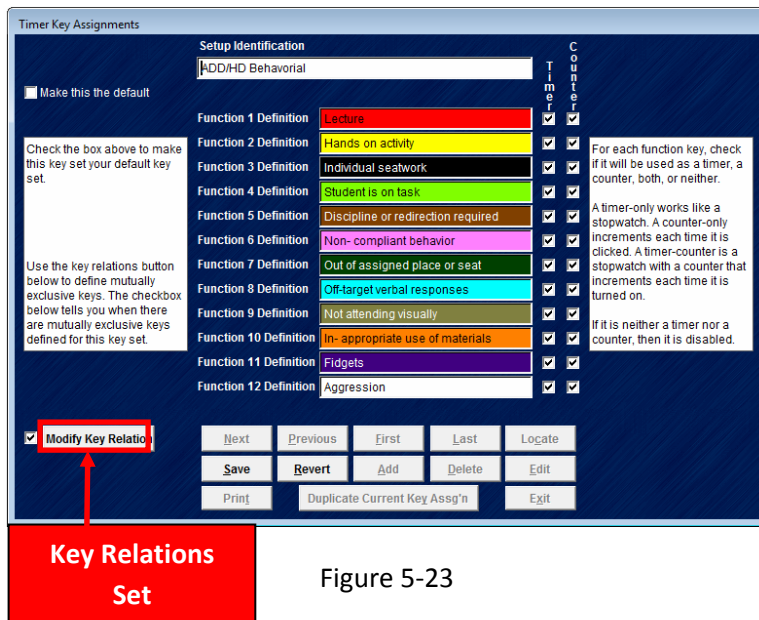 Timer Key Assignments
Setup Identification
ADD/HD Behavorial
Timer
Counter
Make this the default
Function 1 Definition Lecture
Function 2 Definition Hands on activity
Function 3 Definition Individual seatwork
Function 4 Definition Student is on task
Function 5 Definition Discipline or redirection required
Function 6 Definition Non- compliant behavior
Function 7 Definition Out of assigned place or seat
Function 8 Definition Off-target verbal responses
Function 9 Definition Not attending visually
Function 10 Definition In- appropriate use of materials
Function 11 Definition Fidgets
Function 12 Definition Aggression
Check the box above to make
this key set your default key
set.
Use the key relations button
below to define mutually
exclusive keys. The checkbox
below tells you when there
are mutually exclusive keys
defined for this key set.
For each function key, check
if it will be used as a timer, a
counter, both, or neither.
A timer-only works like a
stopwatch. A counter-only
increments each time it is
clicked. A timer-counter is a
stopwatch with a counter that
increments each time it is
turned on.
If it is neither a timer nor a
counter, then it is disabled.
Modify Key Relation
Next Previous First Last Locate
Save Revert Add Delete Edit
Print Duplicate Current Key Assg'n Exit
Key Relations
Set
Figure 5-23